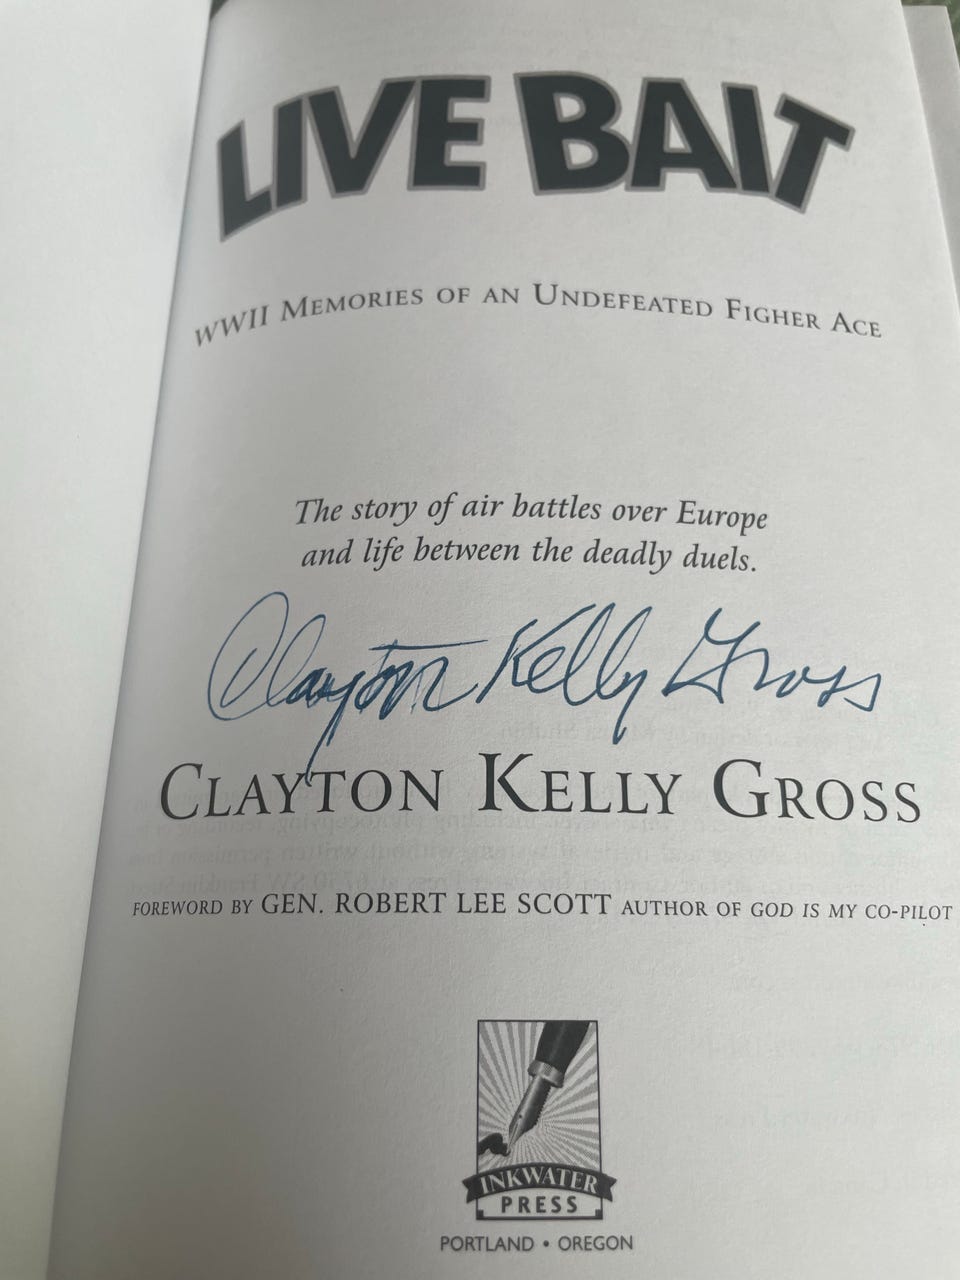 LIVE BAIT
WWII MEMORIES OF AN UNDEFEATED FIGHER ACE
The story of air battles over Europe
and life between the deadly duels.
Clayton Kelly Gross
CLAYTON KELLY GROSS
FOREWORD BY GEN. ROBERT LEE SCOTT AUTHOR OF GOD IS MY CO-PILOT
INKWATER
PRESS
PORTLAND • OREGON